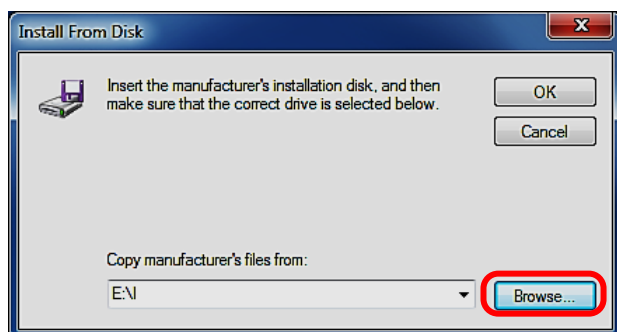 Install From Disk
Insert the manufacturer's installation disk, and then
make sure that the correct drive is selected below.
OK
Cancel
Copy manufacturer's files from:
E:\I
Browse...